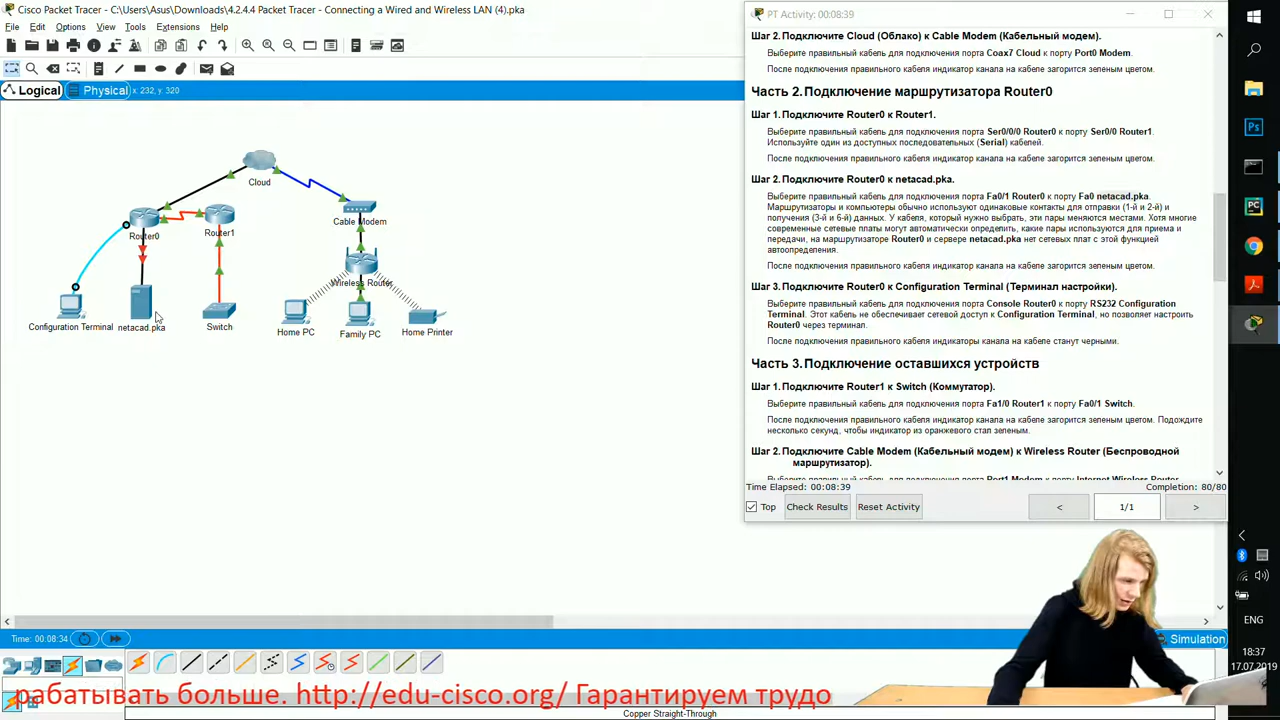 Cisco Packet Tracer - C:\Users\Asus\Downloads\4.2.4.4 Packet Tracer - Connecting a Wired and Wireless LAN (4).pka
File Edit Options View Tools Extensions Help
Logical Physical x: 232, y: 320
Cloud
Cable Modem
Router0
Router1
Wireless Router
Configuration Terminal
netacad.pka
Switch
Home PC
Family PC
Home Printer
PT Activity: 00:08:39
Шаг 2. Подключите Cloud (Облако) к Cable Modem (Кабельный модем).
Выберите правильный кабель для подключения порта Coax7 Cloud к порту Port0 Modem.
После подключения правильного кабеля индикатор канала на кабеле загорится зеленым цветом.
Часть 2. Подключение маршрутизатора Router0
Шаг 1. Подключите Router0 к Router1.
Выберите правильный кабель для подключения порта Ser0/0/0 Router0 к порту Ser0/0 Router1.
Используйте один из доступных последовательных (Serial) кабелей.
После подключения правильного кабеля индикатор канала на кабеле загорится зеленым цветом.
Шаг 2. Подключите Router0 к netacad.pka.
Выберите правильный кабель для подключения порта Fa0/1 Router0 к порту Fa0 netacad.pka.
Маршрутизаторы и компьютеры обычно используют одинаковые контакты для отправки (1-й и 2-й) и
получения (3-й и 6-й) данных. У кабеля, который нужно выбрать, эти пары меняются местами. Хотя многие
современные сетевые платы могут автоматически определить, какие пары используются для приема и
передачи, на маршрутизаторе Router0 и сервере netacad.pka нет сетевых плат с этой функцией
автоопределения.
После подключения правильного кабеля индикатор канала на кабеле загорится зеленым цветом.
Шаг 3. Подключите Router0 к Configuration Terminal (Терминал настройки).
Выберите правильный кабель для подключения порта Console Router0 к порту RS232 Configuration
Terminal. Этот кабель не обеспечивает сетевой доступ к Configuration Terminal, но позволяет настроить
Router0 через терминал.
После подключения правильного кабеля индикаторы канала на кабеле станут черными.
Часть 3. Подключение оставшихся устройств
Шаг 1. Подключите Router1 к Switch (Коммутатор).
Выберите правильный кабель для подключения порта Fa1/0 Router1 к порту Fa0/1 Switch.
После подключения правильного кабеля индикатор канала на кабеле загорится зеленым цветом. Подождите
несколько секунд, чтобы индикатор из оранжевого стал зеленым.
Шаг 2. Подключите Cable Modem (Кабельный модем) к Wireless Router (Беспроводной
маршрутизатор).
Выберите правильный кабель для подключения порта Port1 Modem к порту Internet Wireless Router
Time Elapsed: 00:08:39 Completion: 80/80
Top Check Results Reset Activity < 1/1 >
Time: 00:08:34
Simulation
рабатывать больше. http://edu-cisco.org/ Гарантируем трудо
Copper Straight-Through
ENG
18:37
17.07.2019